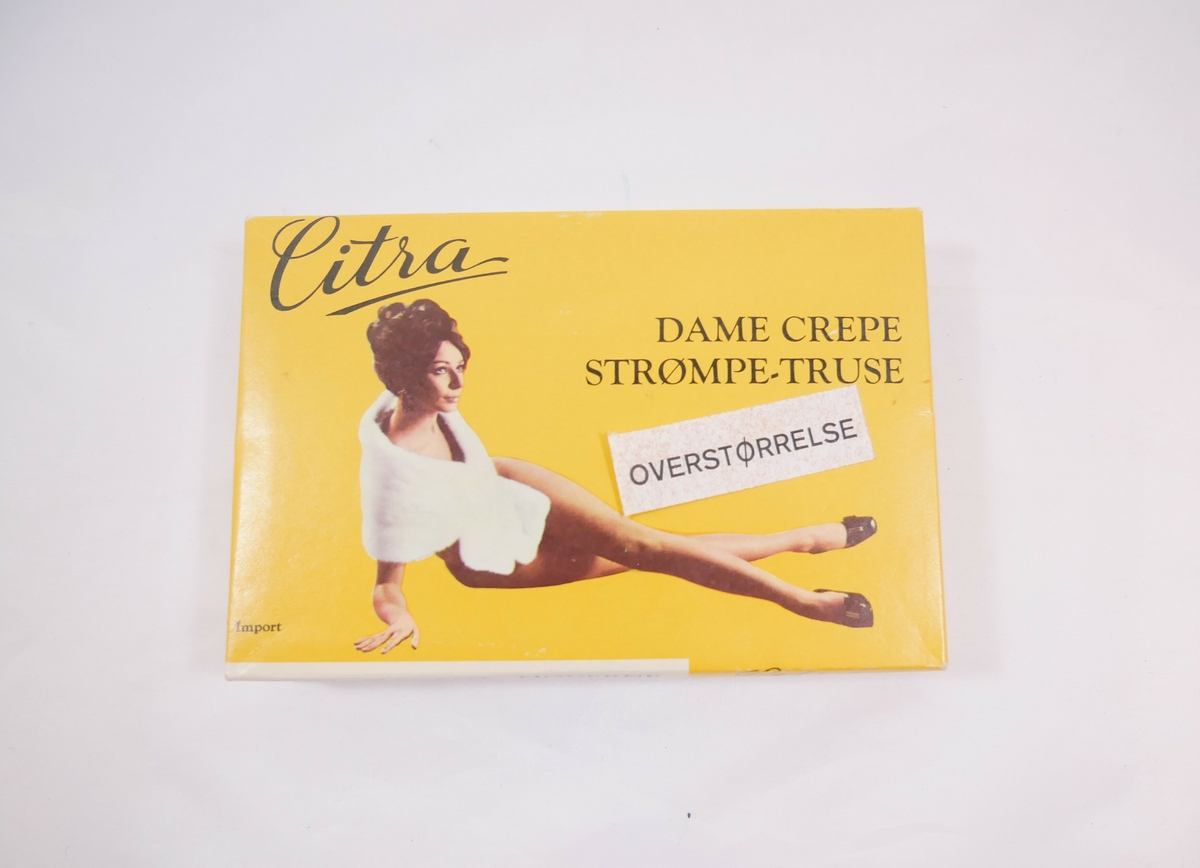 Citra
DAME CREPE
STRØMPE-TRUSE
OVERSTØRRELSE
Import